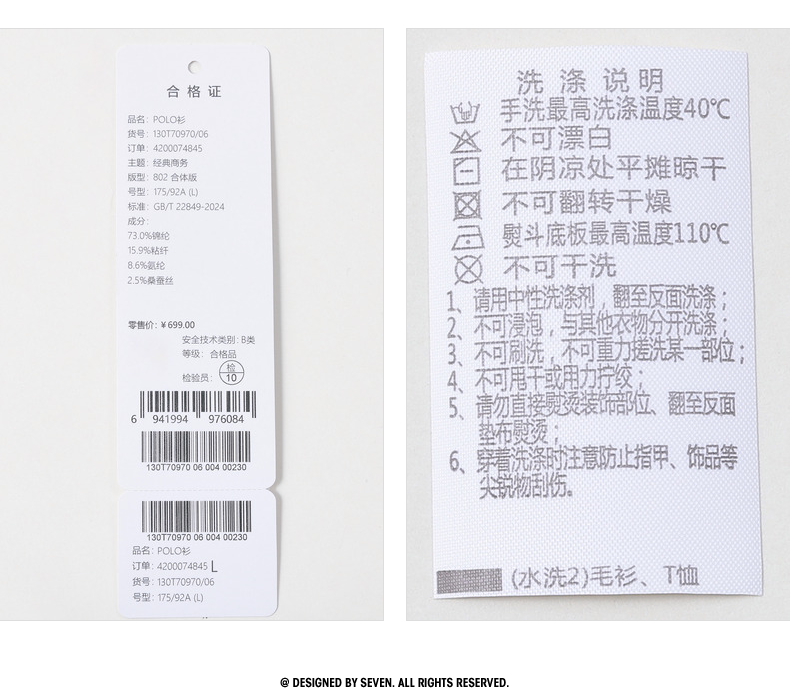 合格证
品名：POLO衫
货号：130T70970/06
订单：4200074845
主题：经典商务
版型：802 合体版
号型：175/92A (L)
标准：GB/T 22849-2024
成分：
73.0%锦纶
15.9%粘纤
8.6%氨纶
2.5%桑蚕丝
零售价：¥699.00
安全技术类别：B类
等级：合格品
检验员：检10
6 941994 976084
130T70970 06 004 00230
130T70970 06 004 00230
品名：POLO衫
订单：4200074845 L
货号：130T70970/06
号型：175/92A (L)
洗涤说明
手洗最高洗涤温度40℃
不可漂白
在阴凉处平摊晾干
不可翻转干燥
熨斗底板最高温度110℃
不可干洗
1、请用中性洗涤剂，翻至反面洗涤；
2、不可浸泡，与其他衣物分开洗涤；
3、不可刷洗，不可重力搓洗某一部位；
4、不可甩干或用力拧绞；
5、请勿直接熨烫装饰部位、翻至反面
垫布熨烫；
6、穿着洗涤时注意防止指甲、饰品等
尖锐物刮伤。
(水洗2)毛衫、T恤
@ DESIGNED BY SEVEN. ALL RIGHTS RESERVED.